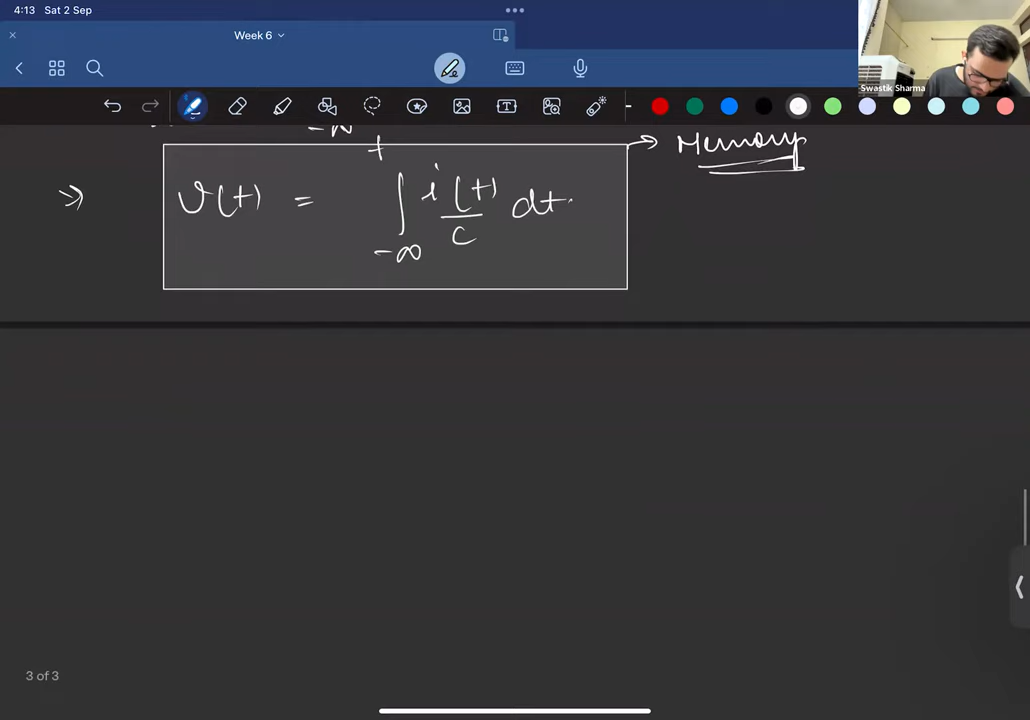 4:13 Sat 2 Sep
Week 6
Swastik Sharma
T
Memory
v(t) = ∫_{-∞}^{t} i(t)/c dt
3 of 3